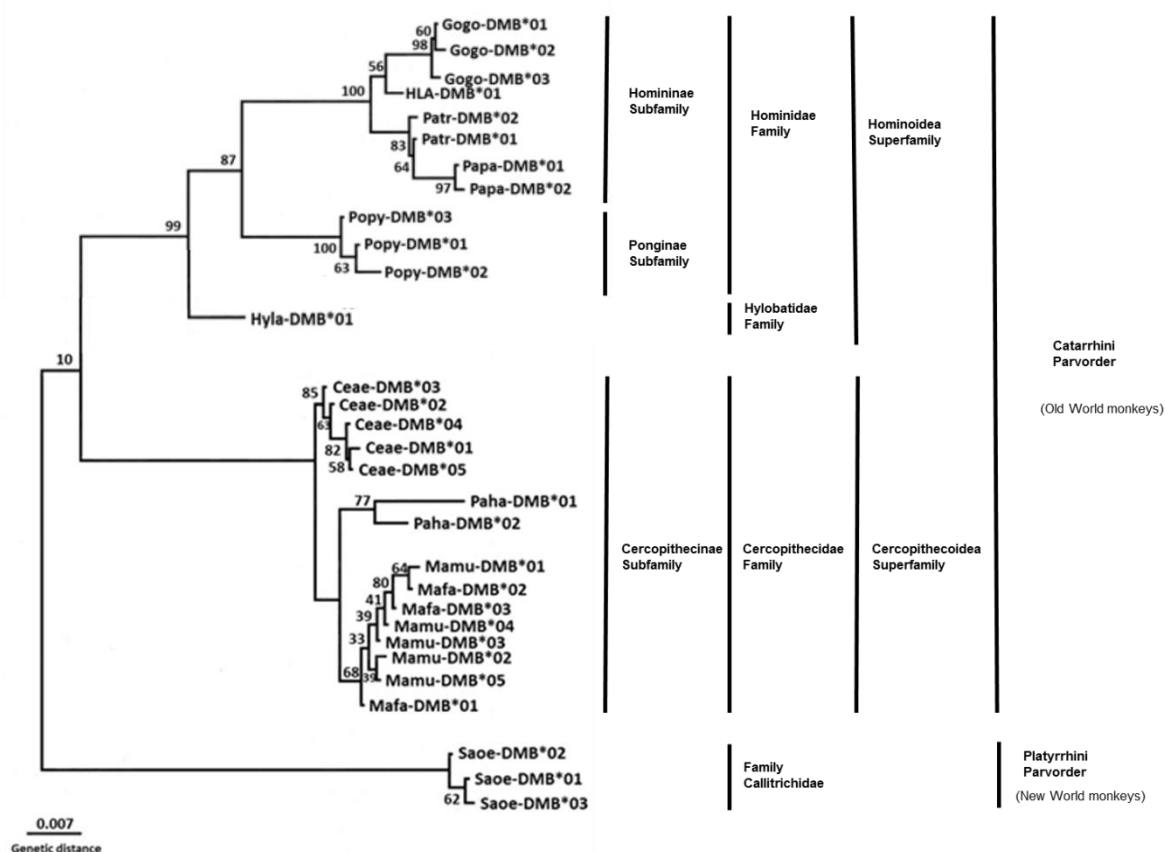 Gogo-DMB*01
60
98
Gogo-DMB*02
56
Gogo-DMB*03
100
HLA-DMB*01
Patr-DMB*02
83
Patr-DMB*01
64
Papa-DMB*01
97
Papa-DMB*02
87
99
Popy-DMB*03
100
Popy-DMB*01
63
Popy-DMB*02
Hyla-DMB*01
10
85
Ceae-DMB*03
63
Ceae-DMB*02
Ceae-DMB*04
82
Ceae-DMB*01
58
Ceae-DMB*05
77
Paha-DMB*01
Paha-DMB*02
64
Mamu-DMB*01
80
Mafa-DMB*02
41
Mafa-DMB*03
39
Mamu-DMB*04
33
Mamu-DMB*03
Mamu-DMB*02
68
39
Mamu-DMB*05
Mafa-DMB*01
Saoe-DMB*02
Saoe-DMB*01
62
Saoe-DMB*03
0.007
Genetic distance
Homininae
Subfamily
Ponginae
Subfamily
Cercopithecinae
Subfamily
Hominidae
Family
Hylobatidae
Family
Cercopithecidae
Family
Family
Callitrichidae
Hominoidea
Superfamily
Cercopithecoidea
Superfamily
Catarrhini
Parvorder
(Old World monkeys)
Platyrrhini
Parvorder
(New World monkeys)